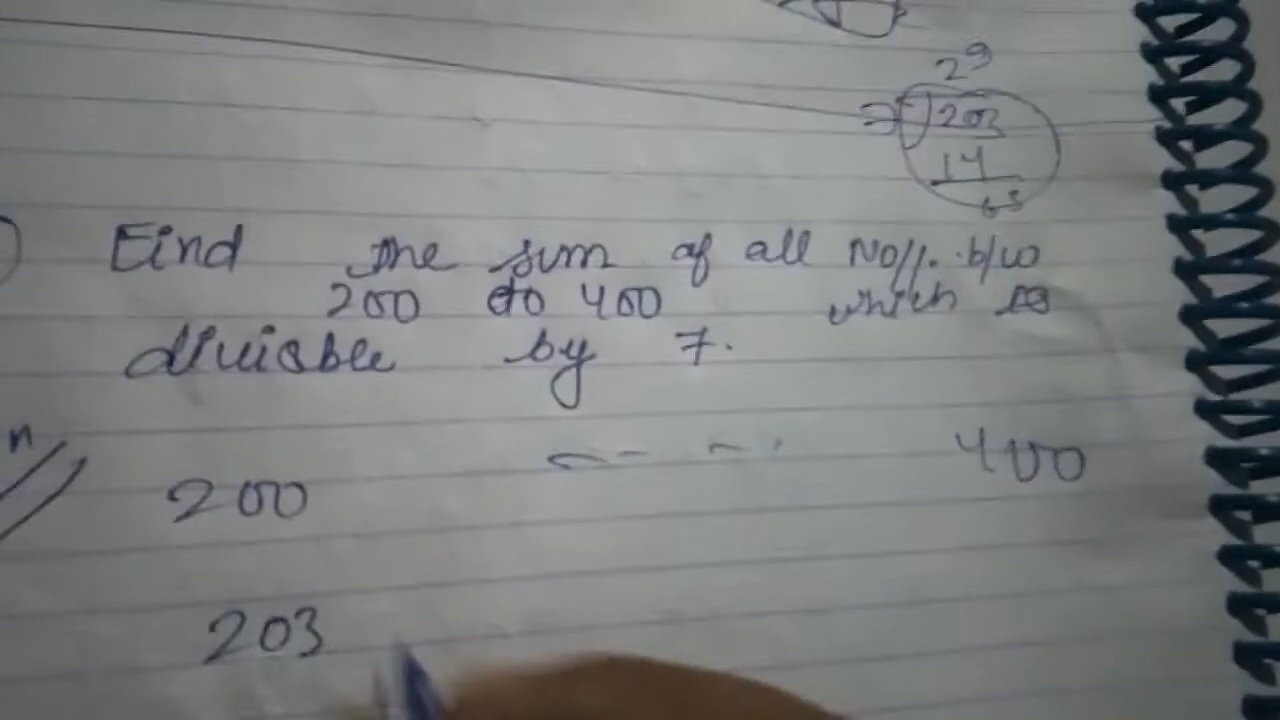 29
7)203
14
63
Find the sum of all No//. b/w
200 to 400 which is
divisble by 7.
n 200 400
203